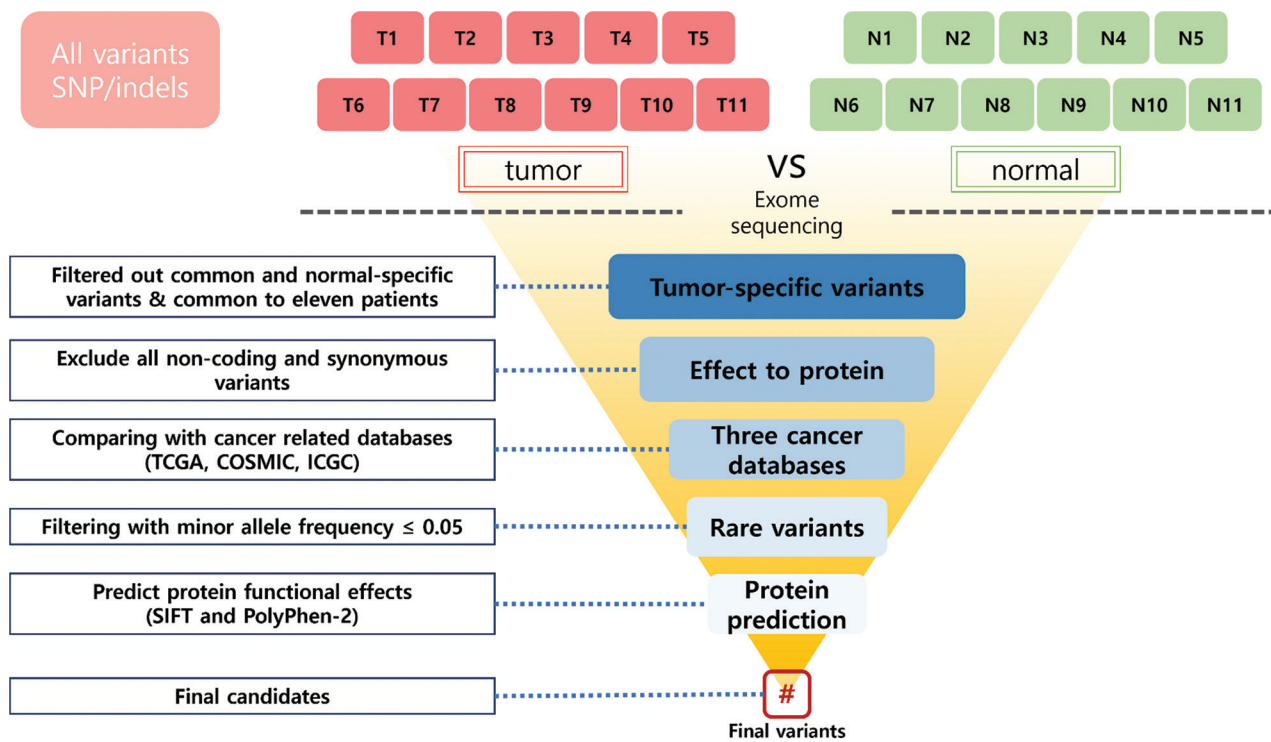 All variants
SNP/indels
T1 T2 T3 T4 T5
N1 N2 N3 N4 N5
T6 T7 T8 T9 T10 T11
N6 N7 N8 N9 N10 N11
tumor
VS
normal
Exome
sequencing
Filtered out common and normal-specific
variants & common to eleven patients
Tumor-specific variants
Exclude all non-coding and synonymous
variants
Effect to protein
Comparing with cancer related databases
(TCGA, COSMIC, ICGC)
Three cancer
databases
Filtering with minor allele frequency ≤ 0.05
Rare variants
Predict protein functional effects
(SIFT and PolyPhen-2)
Protein
prediction
Final candidates
#
Final variants